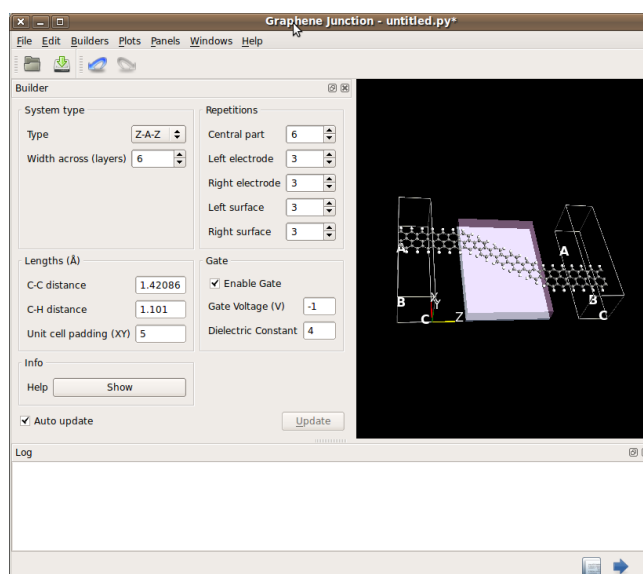 Graphene Junction - untitled.py*
File Edit Builders Plots Panels Windows Help
Builder
System type
Type Z-A-Z
Width across (layers) 6
Repetitions
Central part 6
Left electrode 3
Right electrode 3
Left surface 3
Right surface 3
Lengths (Å)
C-C distance 1.42086
C-H distance 1.101
Unit cell padding (XY) 5
Gate
Enable Gate
Gate Voltage (V) -1
Dielectric Constant 4
Info
Help Show
Auto update
Update
A
B
C
X
Y
Z
A
B
C
Log